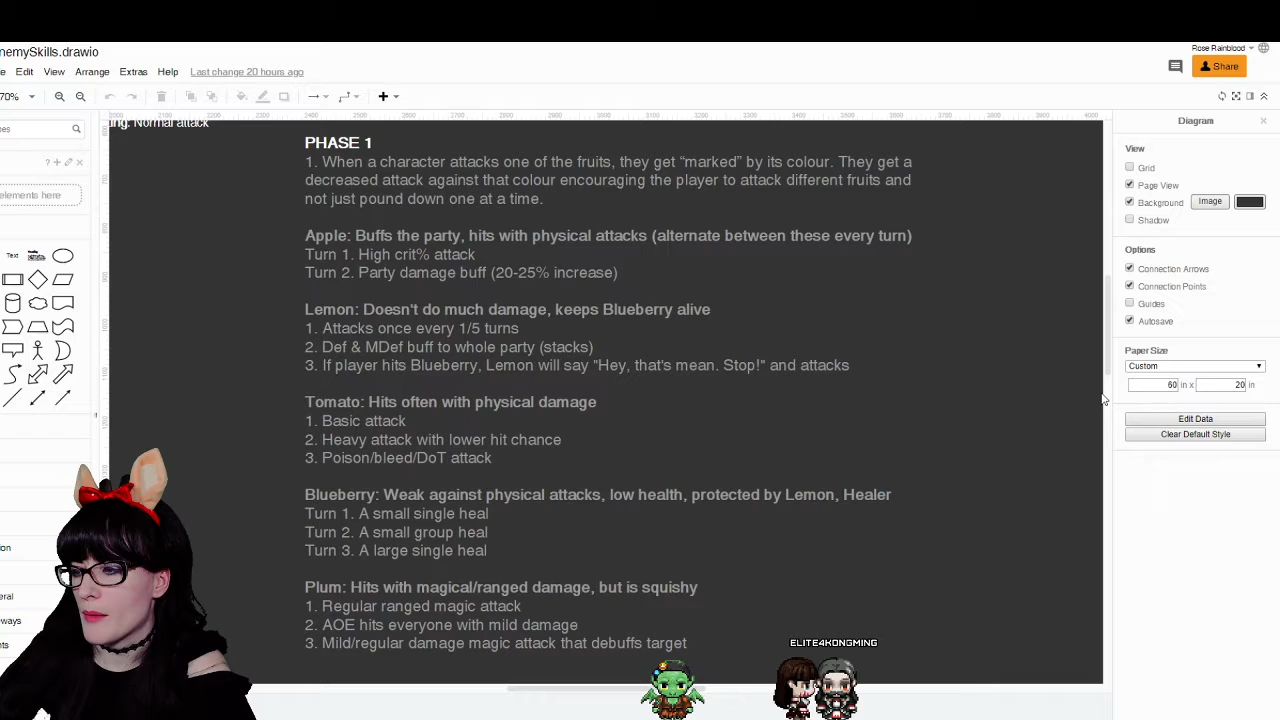 nemySkills.drawio
Rose Rainblood
Edit View Arrange Extras Help Last change 20 hours ago
Share
70%
Diagram
View
Grid
Page View
Background Image
Shadow
Options
Connection Arrows
Connection Points
Guides
Autosave
Paper Size
Custom
60 in x 20 in
Edit Data
Clear Default Style
elements here
Text
ing: Normal attack
PHASE 1
1. When a character attacks one of the fruits, they get “marked” by its colour. They get a
decreased attack against that colour encouraging the player to attack different fruits and
not just pound down one at a time.
Apple: Buffs the party, hits with physical attacks (alternate between these every turn)
Turn 1. High crit% attack
Turn 2. Party damage buff (20-25% increase)
Lemon: Doesn't do much damage, keeps Blueberry alive
1. Attacks once every 1/5 turns
2. Def & MDef buff to whole party (stacks)
3. If player hits Blueberry, Lemon will say "Hey, that's mean. Stop!" and attacks
Tomato: Hits often with physical damage
1. Basic attack
2. Heavy attack with lower hit chance
3. Poison/bleed/DoT attack
Blueberry: Weak against physical attacks, low health, protected by Lemon, Healer
Turn 1. A small single heal
Turn 2. A small group heal
Turn 3. A large single heal
Plum: Hits with magical/ranged damage, but is squishy
1. Regular ranged magic attack
2. AOE hits everyone with mild damage
3. Mild/regular damage magic attack that debuffs target
ELITE4KONGMING